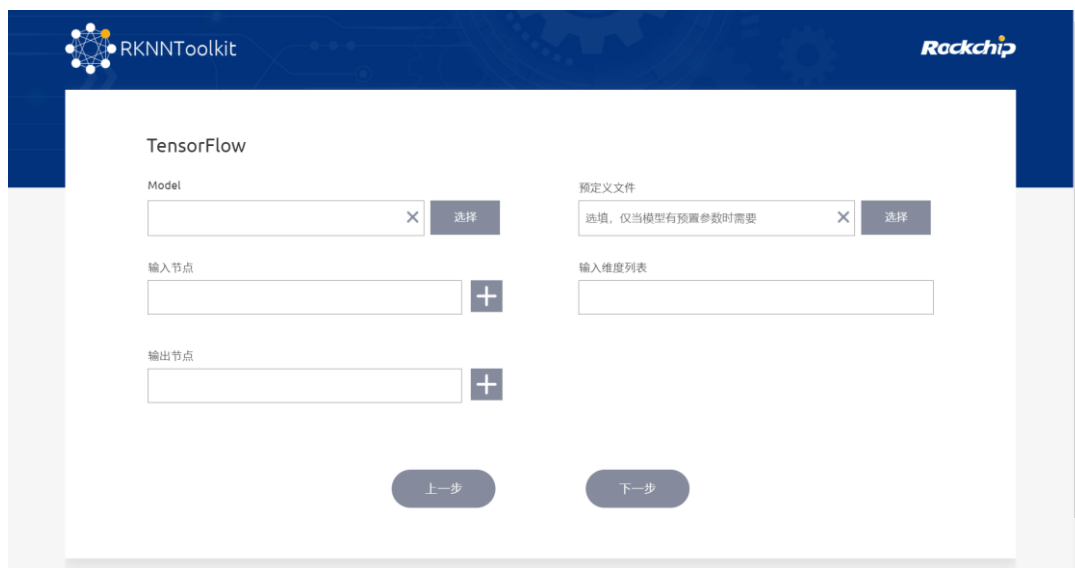 RKNNToolkit
Rockchip
TensorFlow
Model
选择
预定义文件
选填，仅当模型有预置参数时需要
选择
输入节点
输入维度列表
输出节点
上一步
下一步